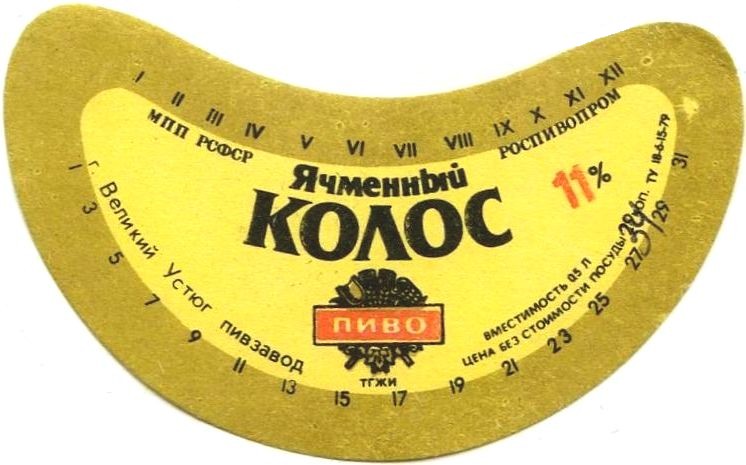 I II III IV V VI VII VIII IX X XI XII
МПП РСФСР
РОСПИВОПРОМ
Ячменный
КОЛОС
11%
ПИВО
ТГЖИ
г. Великий Устюг пивзавод
ВМЕСТИМОСТЬ 0,5 Л
ЦЕНА БЕЗ СТОИМОСТИ ПОСУДЫ коп. ТУ 18-6-15-79
1 3 5 7 9 11 13 15 17 19 21 23 25 27 29 31